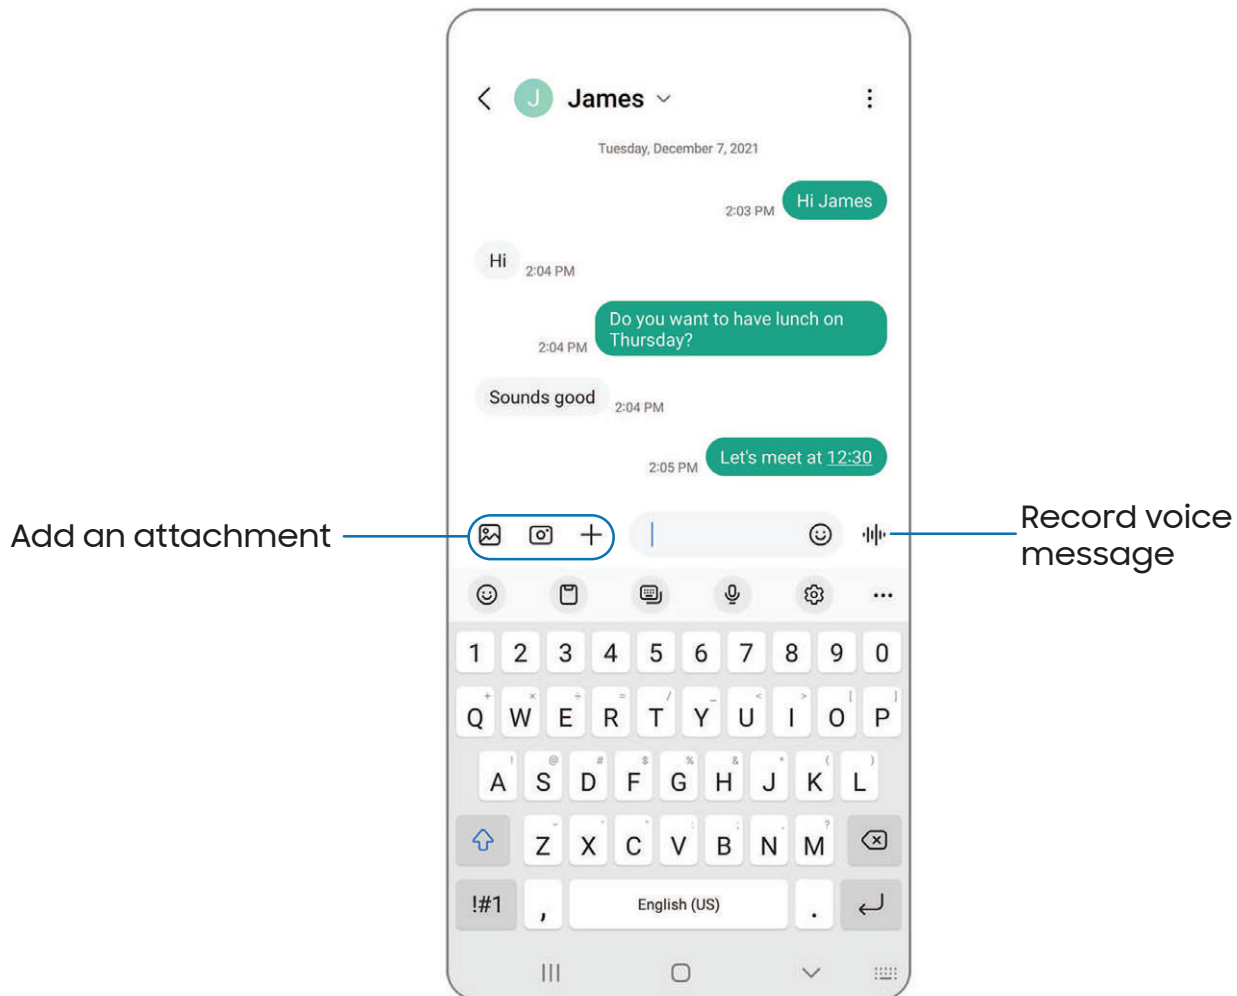 J James
Tuesday, December 7, 2021
2:03 PM Hi James
Hi 2:04 PM
Do you want to have lunch on
Thursday?
2:04 PM
Sounds good 2:04 PM
2:05 PM Let's meet at 12:30
Add an attachment
Record voice
message
1 2 3 4 5 6 7 8 9 0
+ × ÷ = / _ < > [ ]
Q W E R T Y U I O P
! @ # $ % & * ( )
A S D F G H J K L
Z X C V B N M
!#1 , English (US) .